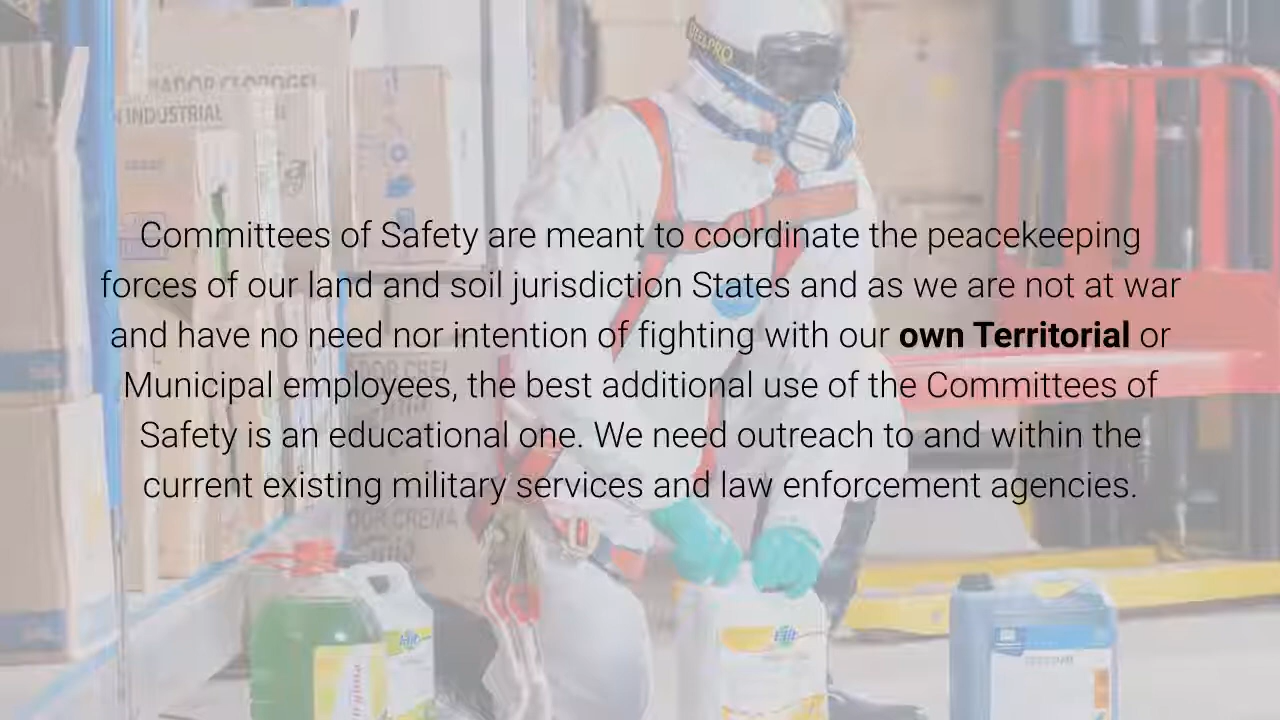 HELPRO
N INDUSTRIAL
Committees of Safety are meant to coordinate the peacekeeping
forces of our land and soil jurisdiction States and as we are not at war
and have no need nor intention of fighting with our own Territorial or
Municipal employees, the best additional use of the Committees of
Safety is an educational one. We need outreach to and within the
current existing military services and law enforcement agencies.